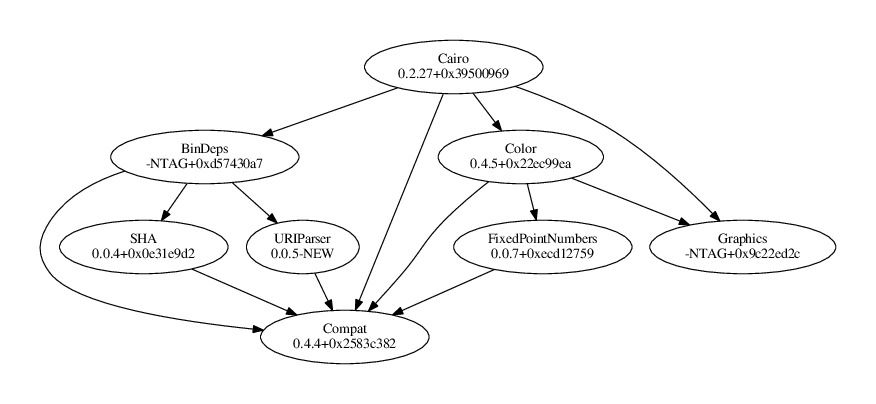 Cairo
0.2.27+0x39500969
BinDeps
-NTAG+0xd57430a7
Color
0.4.5+0x22ec99ea
SHA
0.0.4+0x0e31e9d2
URIParser
0.0.5-NEW
FixedPointNumbers
0.0.7+0xecd12759
Graphics
-NTAG+0x9c22ed2c
Compat
0.4.4+0x2583c382